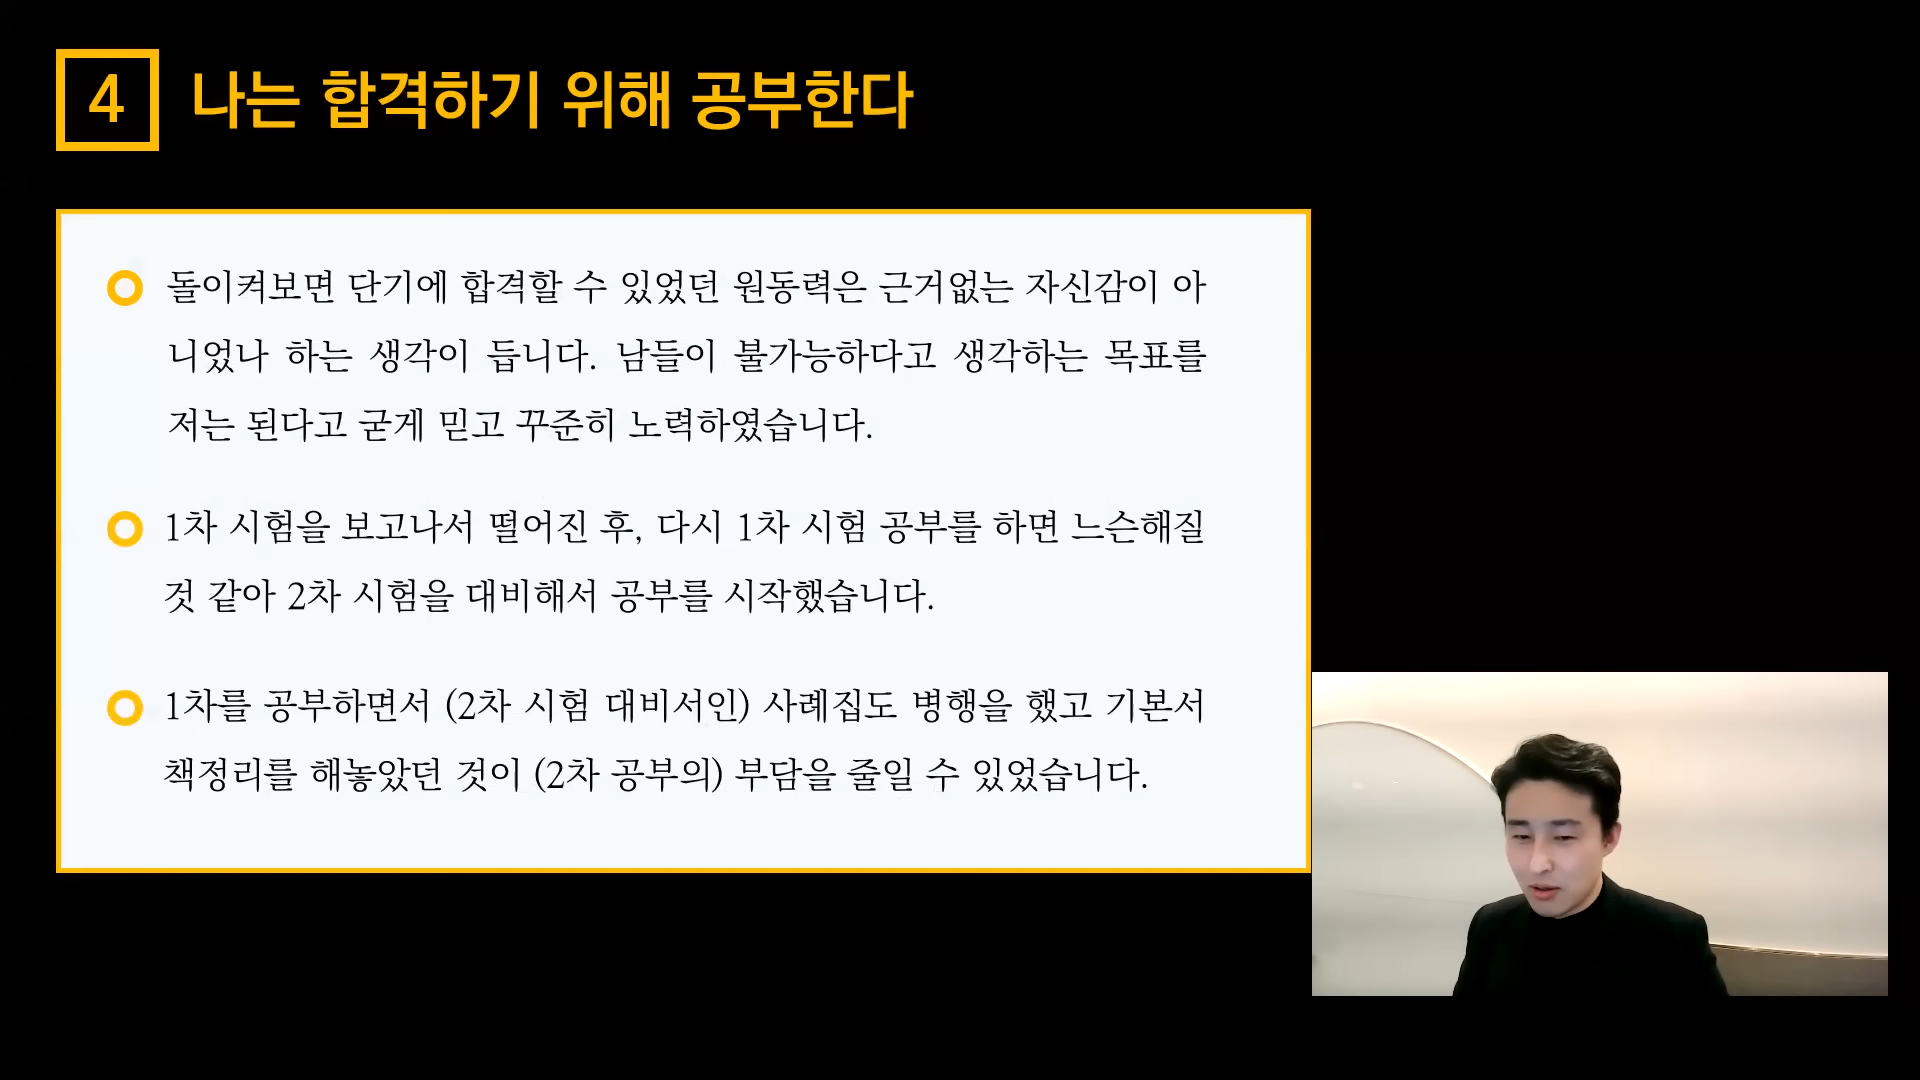 4 나는 합격하기 위해 공부한다
돌이켜보면 단기에 합격할 수 있었던 원동력은 근거없는 자신감이 아
니었나 하는 생각이 듭니다. 남들이 불가능하다고 생각하는 목표를
저는 된다고 굳게 믿고 꾸준히 노력하였습니다.
1차 시험을 보고나서 떨어진 후, 다시 1차 시험 공부를 하면 느슨해질
것 같아 2차 시험을 대비해서 공부를 시작했습니다.
1차를 공부하면서 (2차 시험 대비서인) 사례집도 병행을 했고 기본서
책정리를 해놓았던 것이 (2차 공부의) 부담을 줄일 수 있었습니다.